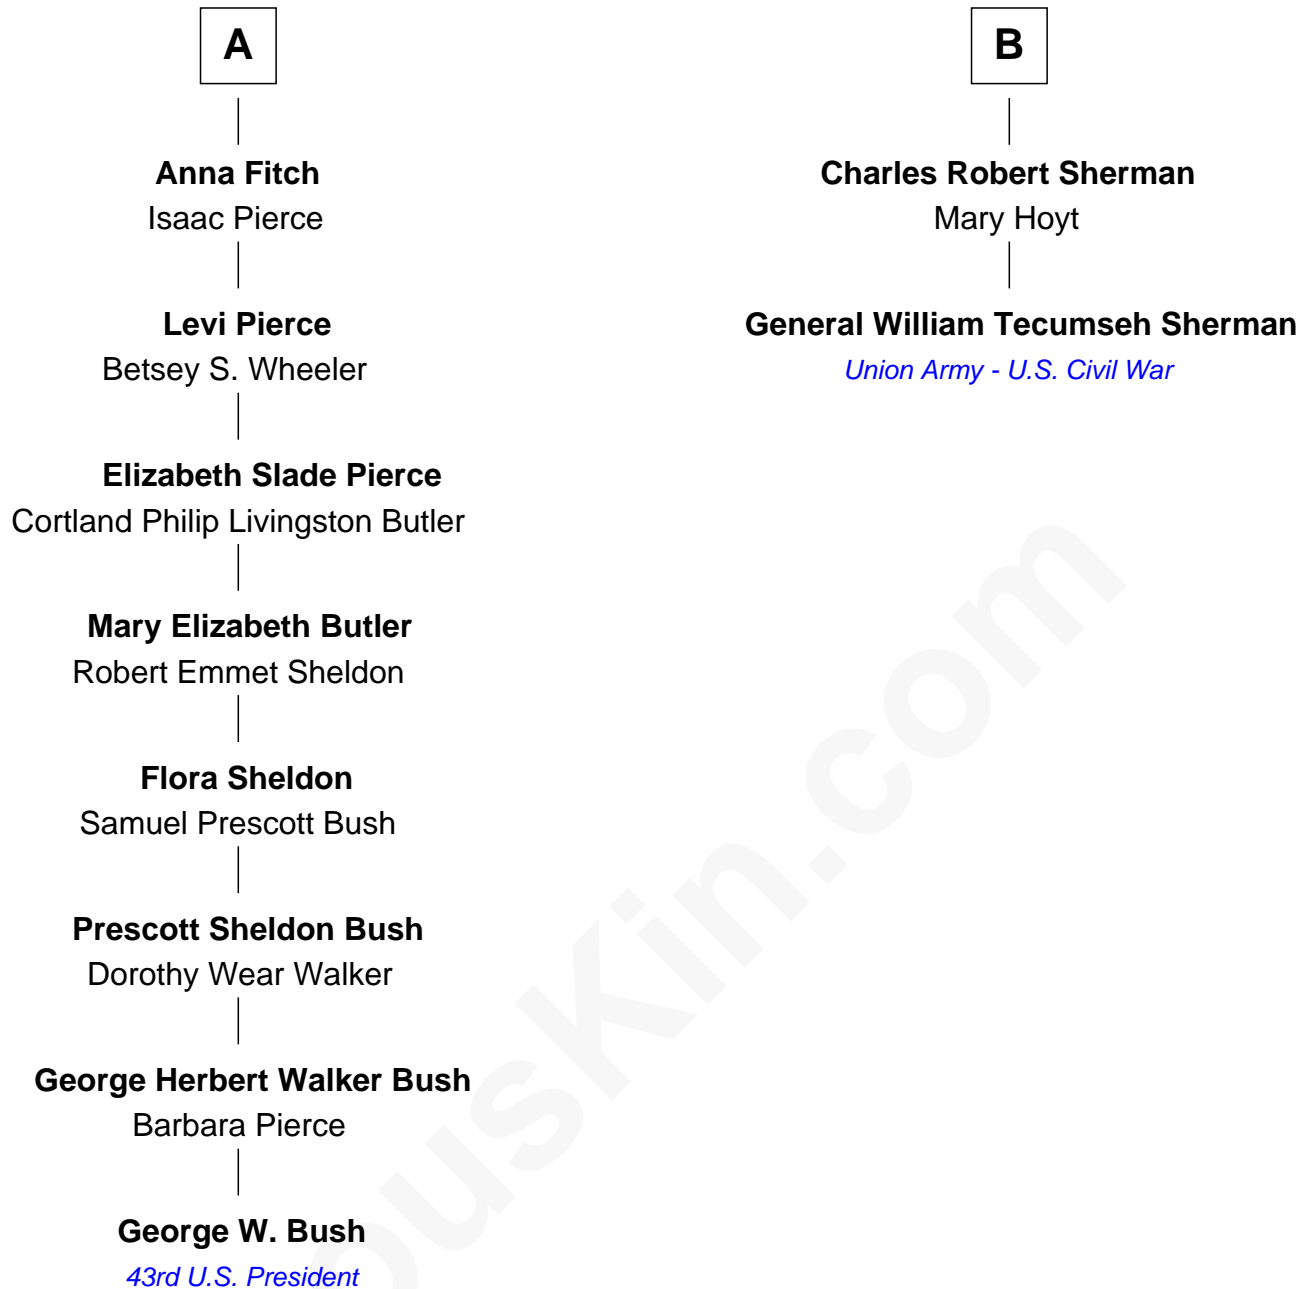 A
Anna Fitch
Isaac Pierce
Levi Pierce
Betsey S. Wheeler
Elizabeth Slade Pierce
Cortland Philip Livingston Butler
Mary Elizabeth Butler
Robert Emmet Sheldon
Flora Sheldon
Samuel Prescott Bush
Prescott Sheldon Bush
Dorothy Wear Walker
George Herbert Walker Bush
Barbara Pierce
George W. Bush
43rd U.S. President
B
Charles Robert Sherman
Mary Hoyt
General William Tecumseh Sherman
Union Army - U.S. Civil War
ousKin.com